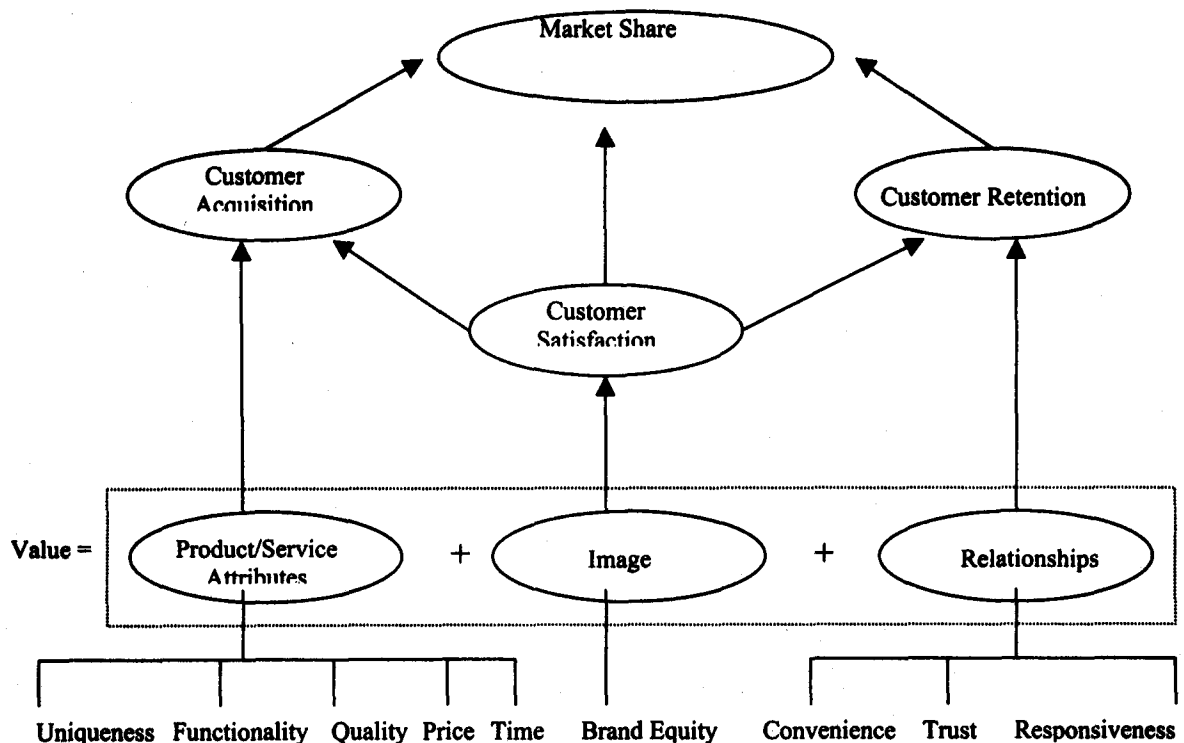 Market Share
Customer
Acquisition
Customer Retention
Customer
Satisfaction
Value =
Product/Service
Attributes
+
Image
+
Relationships
Uniqueness Functionality Quality Price Time Brand Equity Convenience Trust Responsiveness